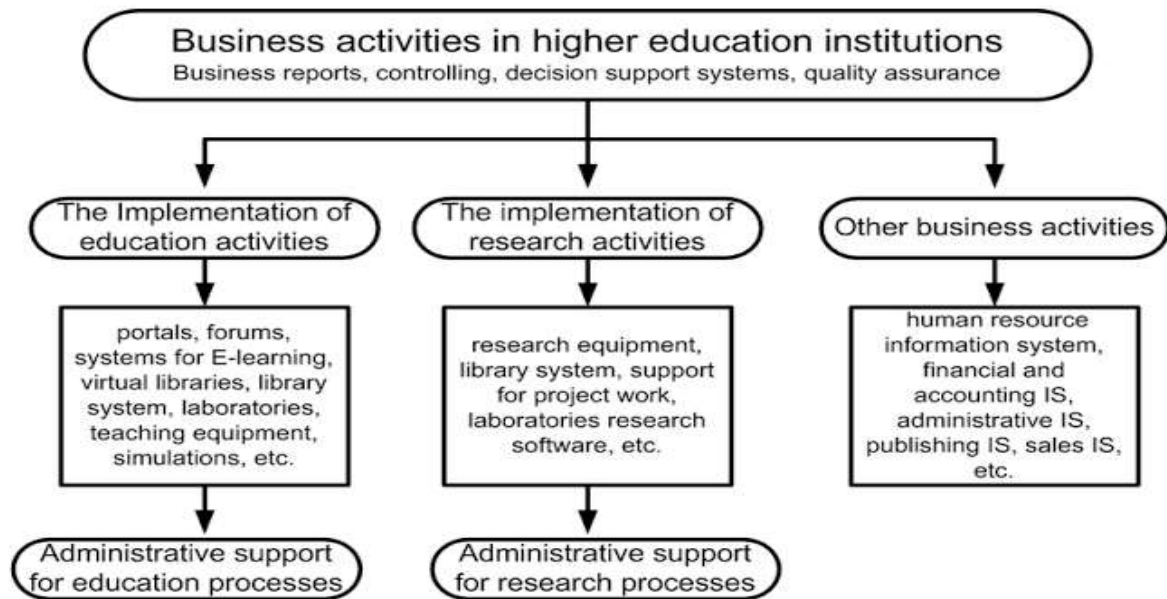 Business activities in higher education institutions
Business reports, controlling, decision support systems, quality assurance
The Implementation of
education activities
The implementation of
research activities
Other business activities
portals, forums,
systems for E-learning,
virtual libraries, library
system, laboratories,
teaching equipment,
simulations, etc.
research equipment,
library system, support
for project work,
laboratories research
software, etc.
human resource
information system,
financial and
accounting IS,
administrative IS,
publishing IS, sales IS,
etc.
Administrative support
for education processes
Administrative support
for research processes